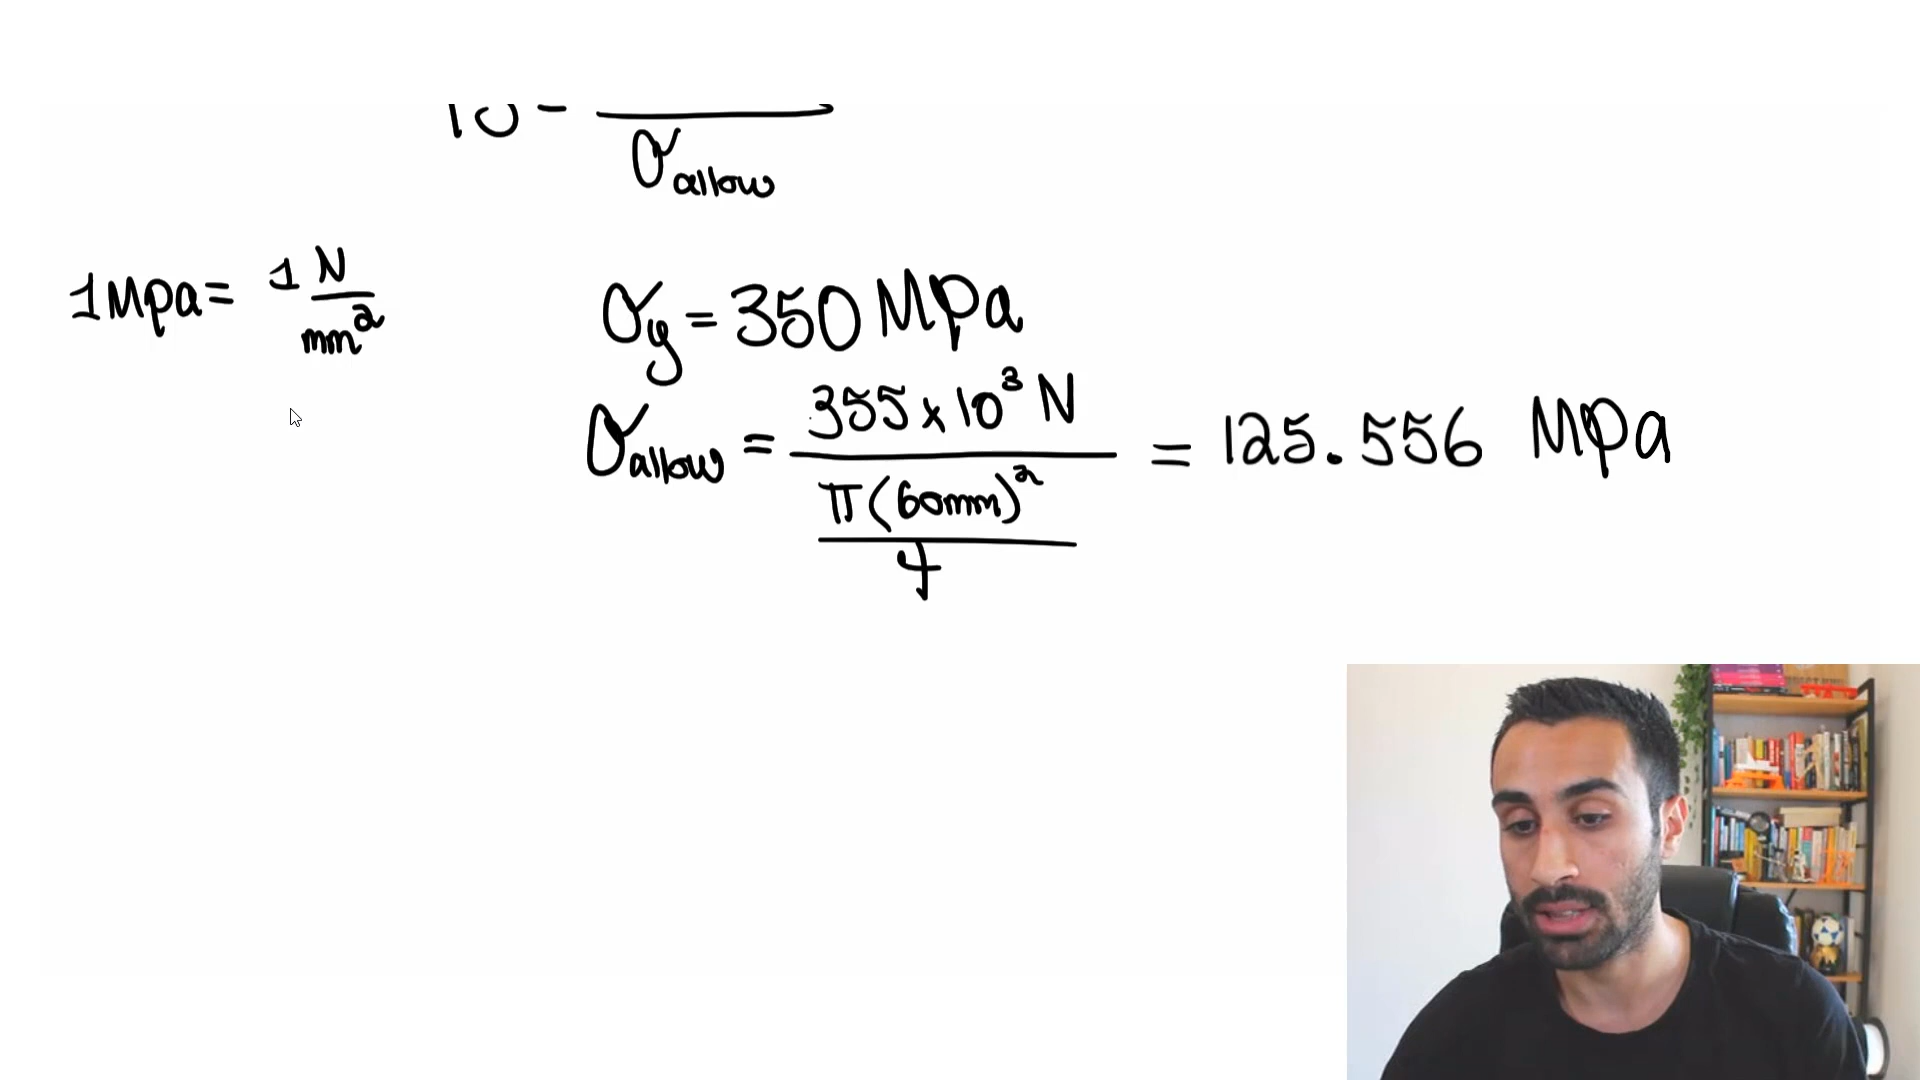 σallow
1Mpa= 1 N/mm²
σy = 350 MPa
σallow = 355 x 10³ N / (π(60mm)² / 4) = 125.556 MPa